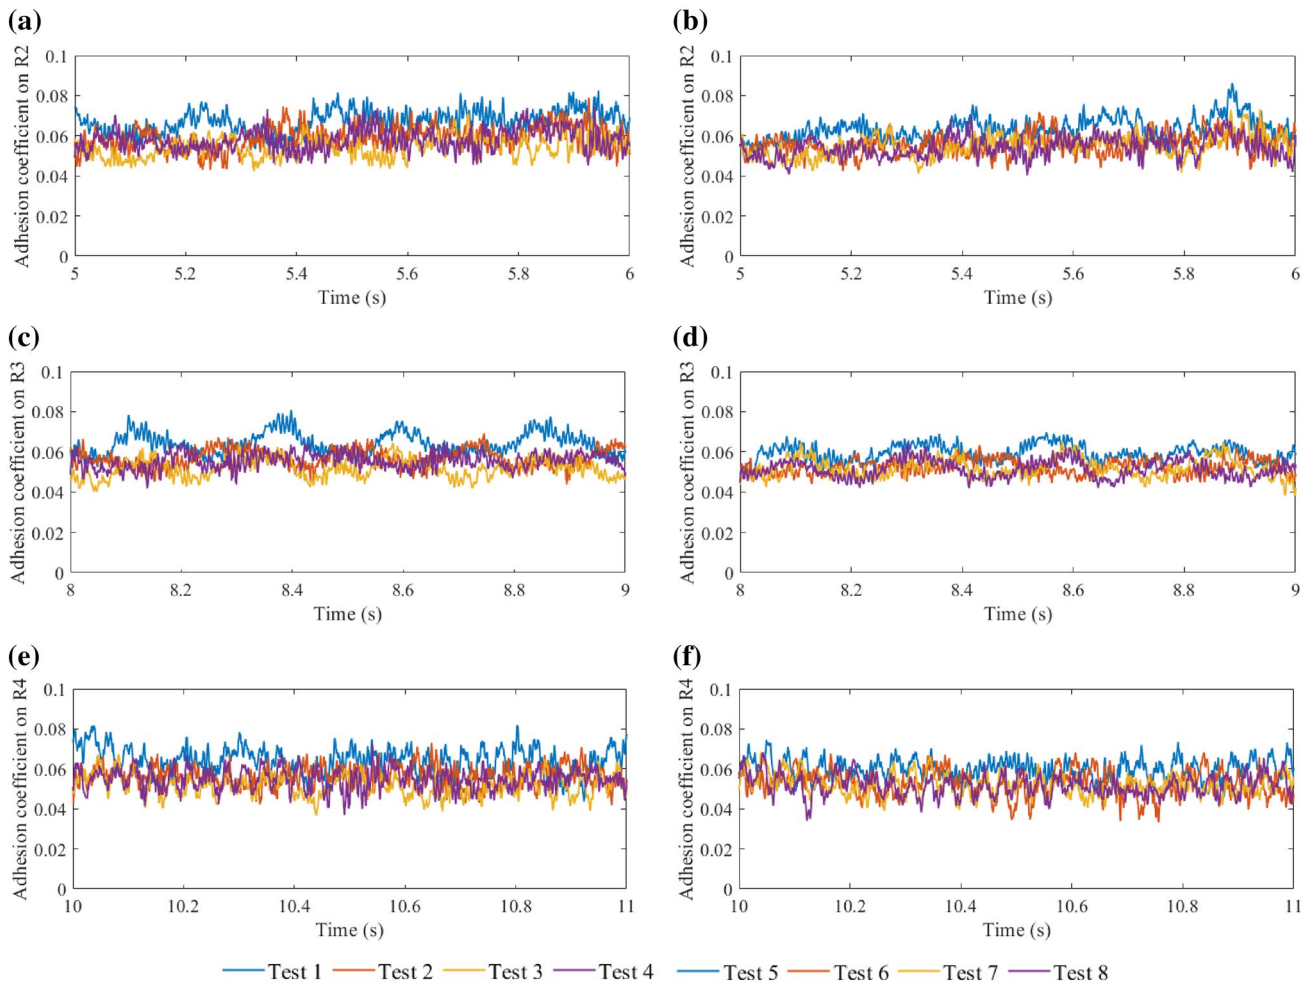 (a)
Adhesion coefficient on R2
0.1
0.08
0.06
0.04
0.02
0
5 5.2 5.4 5.6 5.8 6
Time (s)
(b)
Adhesion coefficient on R2
0.1
0.08
0.06
0.04
0.02
0
5 5.2 5.4 5.6 5.8 6
Time (s)
(c)
Adhesion coefficient on R3
0.1
0.08
0.06
0.04
0.02
0
8 8.2 8.4 8.6 8.8 9
Time (s)
(d)
Adhesion coefficient on R3
0.1
0.08
0.06
0.04
0.02
0
8 8.2 8.4 8.6 8.8 9
Time (s)
(e)
Adhesion coefficient on R4
0.1
0.08
0.06
0.04
0.02
0
10 10.2 10.4 10.6 10.8 11
Time (s)
(f)
Adhesion coefficient on R4
0.1
0.08
0.06
0.04
0.02
0
10 10.2 10.4 10.6 10.8 11
Time (s)
Test 1 Test 2 Test 3 Test 4 Test 5 Test 6 Test 7 Test 8